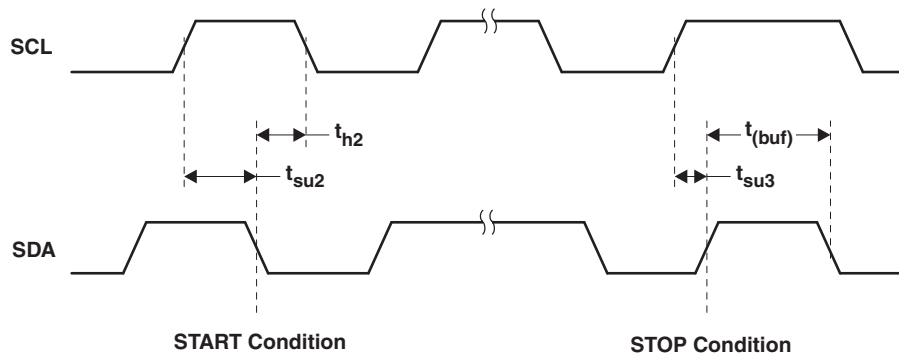 SCL
t_h2
t_(buf)
t_su2
t_su3
SDA
START Condition
STOP Condition